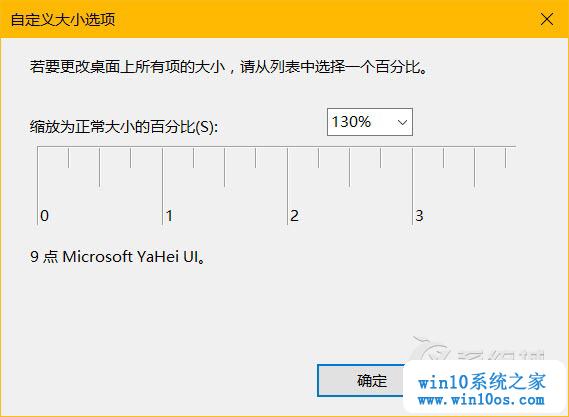 自定义大小选项
若要更改桌面上所有项的大小，请从列表中选择一个百分比。
缩放为正常大小的百分比(S): 130%
0 1 2 3
9 点 Microsoft YaHei UI。
确定
win10系统之家
www.win10os.com